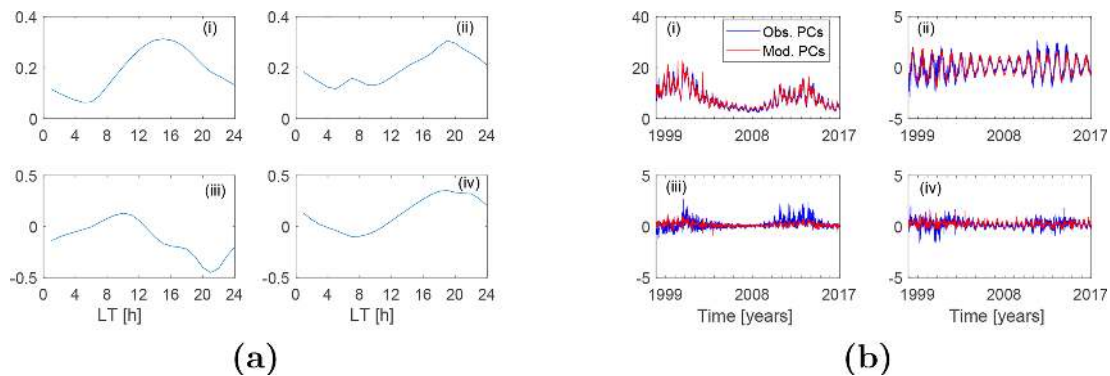 0.4
0.2
0
(i)
0 4 8 12 16 20 24
0.4
0.2
0
(ii)
0 4 8 12 16 20 24
0.5
0
-0.5
(iii)
0 4 8 12 16 20 24
LT [h]
0.5
0
-0.5
(iv)
0 4 8 12 16 20 24
LT [h]
(a)
40
20
0
(i)
Obs. PCs
Mod. PCs
1999 2008 2017
5
0
-5
(ii)
1999 2008 2017
5
0
-5
(iii)
1999 2008 2017
Time [years]
5
0
-5
(iv)
1999 2008 2017
Time [years]
(b)